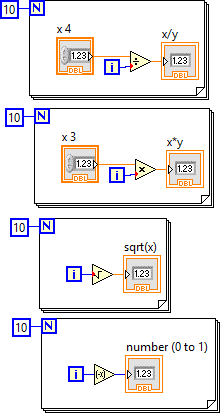 10 N
x 4 x/y
1.23 ÷ 1.23
DBL i DBL
10 N
x 3 x*y
1.23 × 1.23
DBL i DBL
10 N
sqrt(x)
i √ 1.23
DBL
10 N
number (0 to 1)
i 1.23
DBL